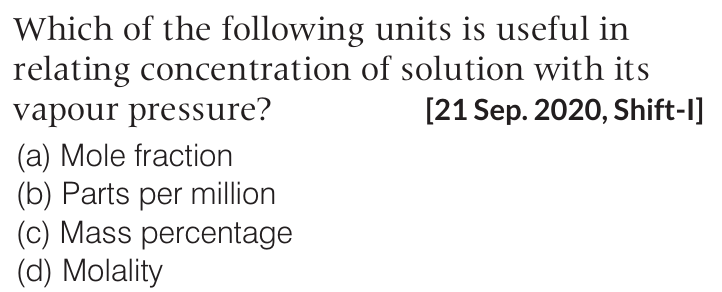 Which of the following units is useful in
relating concentration of solution with its
vapour pressure? [21 Sep. 2020, Shift-I]
(a) Mole fraction
(b) Parts per million
(c) Mass percentage
(d) Molality